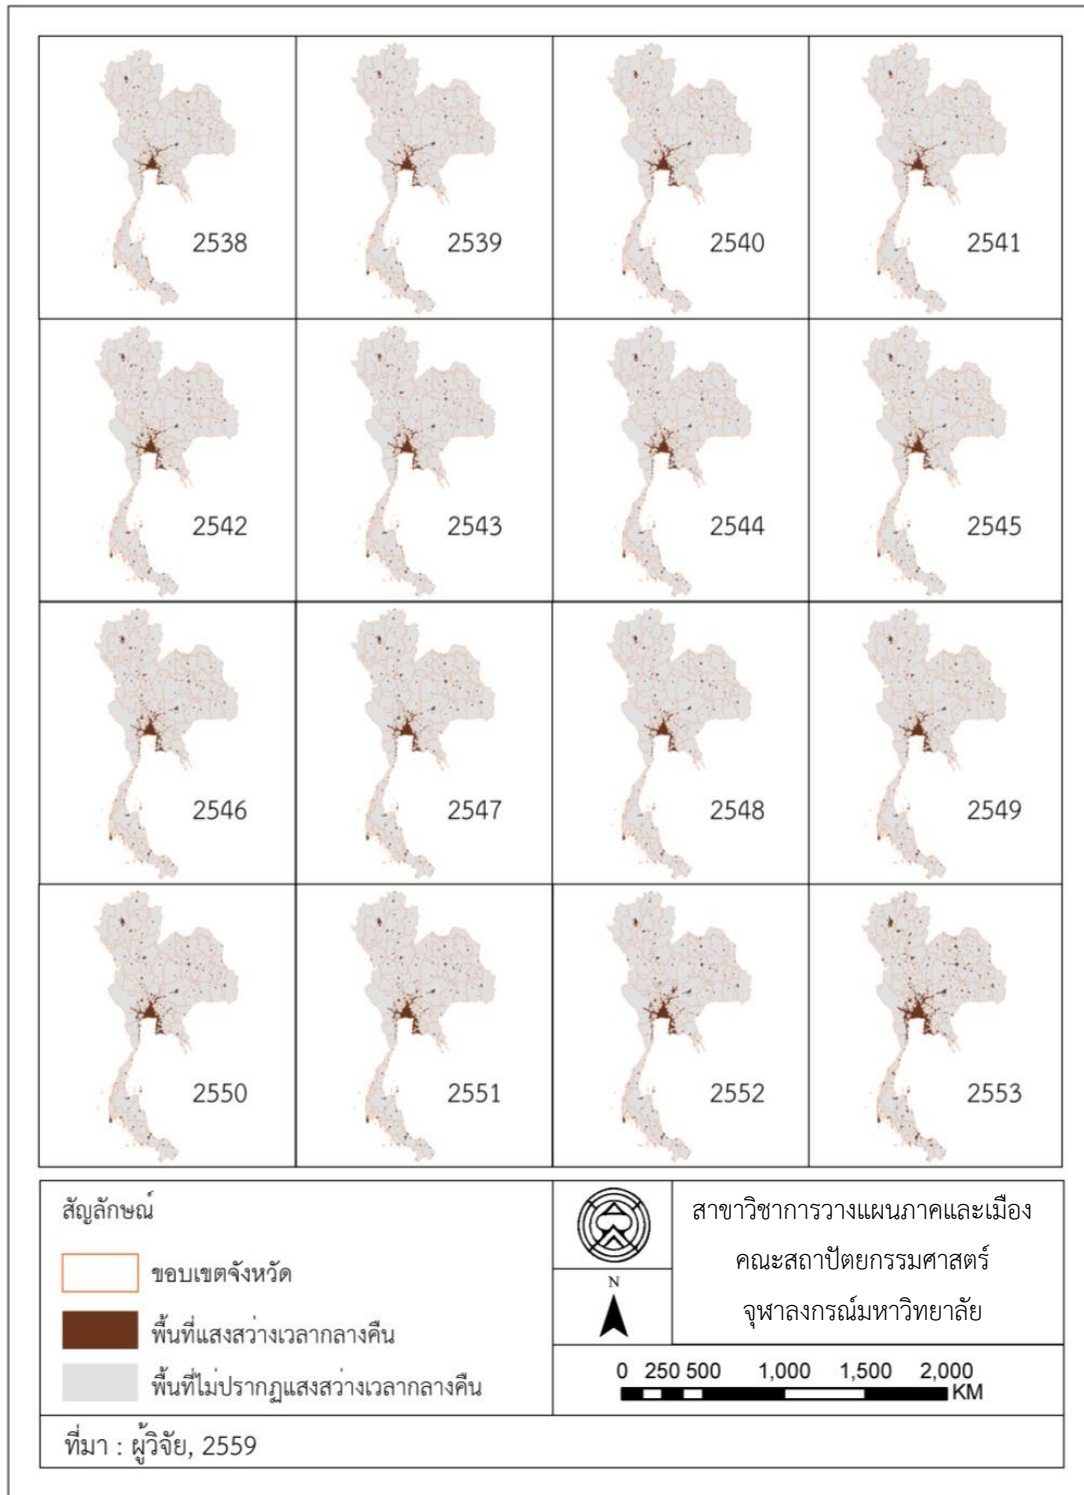 2538
2539
2540
2541
2542
2543
2544
2545
2546
2547
2548
2549
2550
2551
2552
2553
สัญลักษณ์
ขอบเขตจังหวัด
พื้นที่แสงสว่างเวลากลางคืน
พื้นที่ไม่ปรากฏแสงสว่างเวลากลางคืน
ที่มา : ผู้วิจัย, 2559
N
สาขาวิชาการวางแผนภาคและเมือง
คณะสถาปัตยกรรมศาสตร์
จุฬาลงกรณ์มหาวิทยาลัย
0 250 500 1,000 1,500 2,000
KM